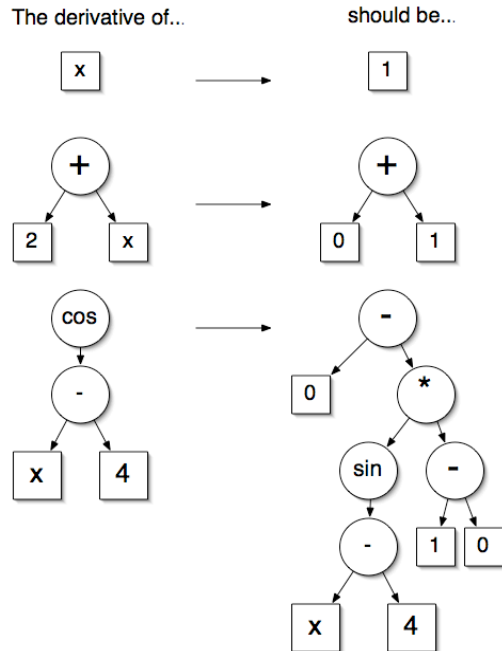 The derivative of... should be...
x 1
+ +
2 x 0 1
cos -
- 0 *
x 4 sin -
- 1 0
x 4